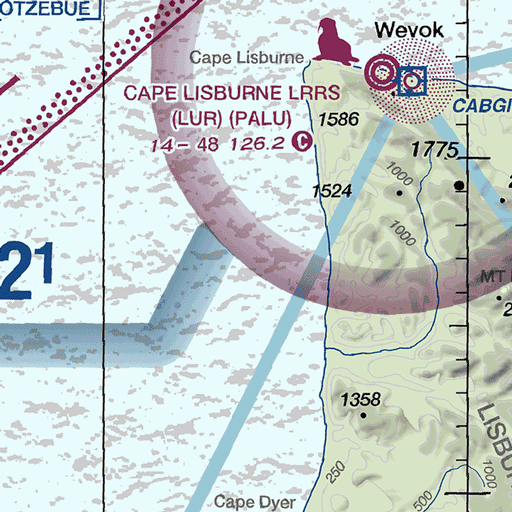 OTZEBUE
Wevok
Cape Lisburne
CAPE LISBURNE LRRS
(LUR) (PALU)
14 – 48 126.2 C
CABGI
1586
1775
1000
1524
1000
21
MT
1358
LISBU
250
1000
500
Cape Dyer